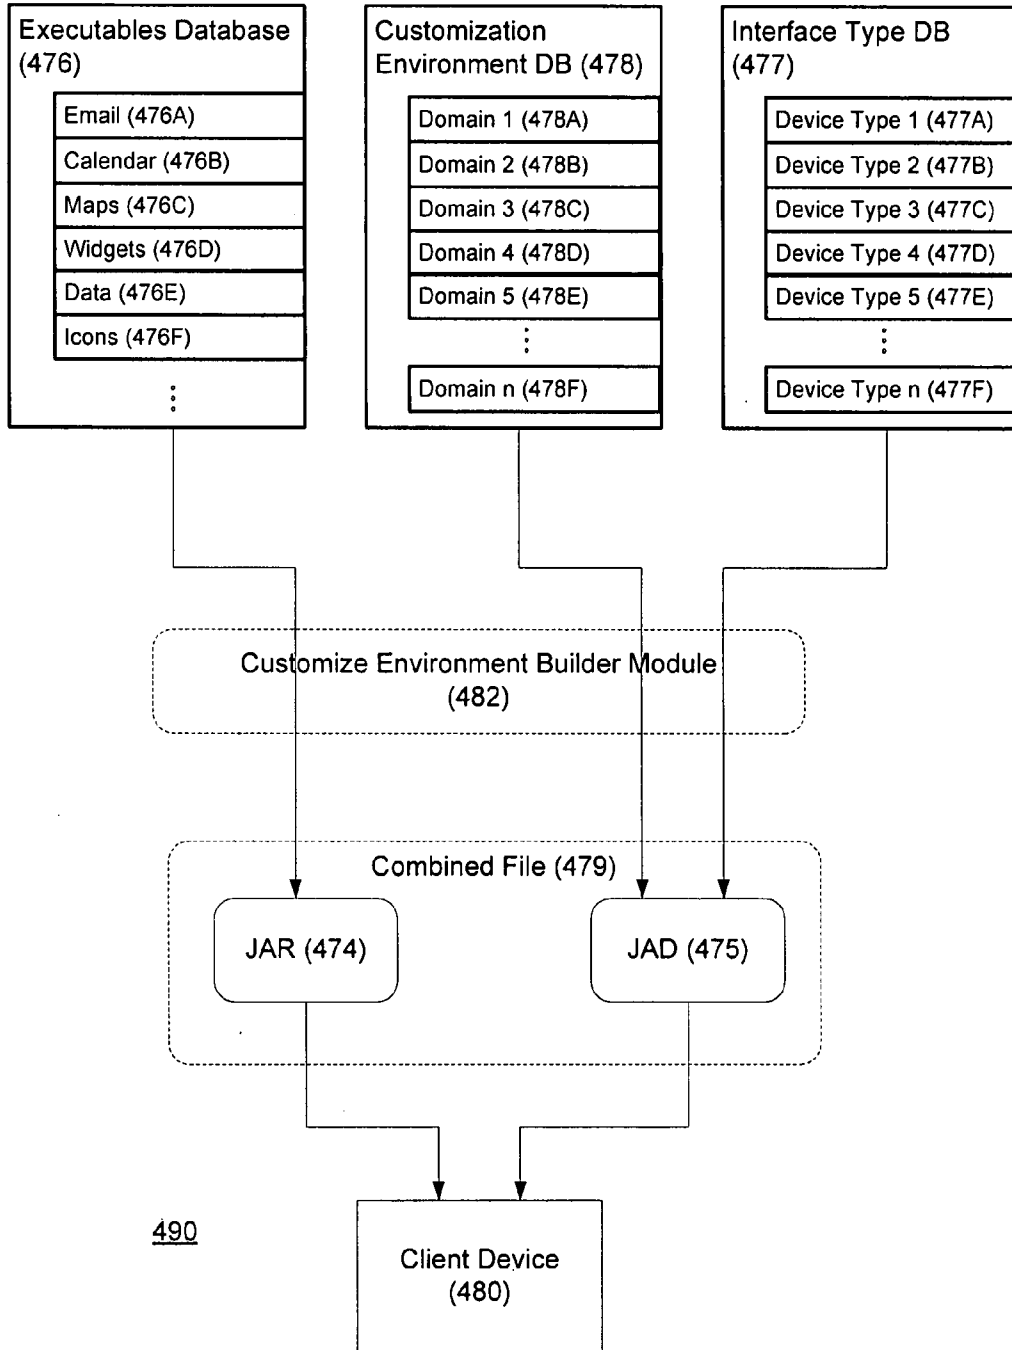 Executables Database
(476)
Email (476A)
Calendar (476B)
Maps (476C)
Widgets (476D)
Data (476E)
Icons (476F)
Customization
Environment DB (478)
Domain 1 (478A)
Domain 2 (478B)
Domain 3 (478C)
Domain 4 (478D)
Domain 5 (478E)
Domain n (478F)
Interface Type DB
(477)
Device Type 1 (477A)
Device Type 2 (477B)
Device Type 3 (477C)
Device Type 4 (477D)
Device Type 5 (477E)
Device Type n (477F)
Customize Environment Builder Module
(482)
Combined File (479)
JAR (474)
JAD (475)
490
Client Device
(480)